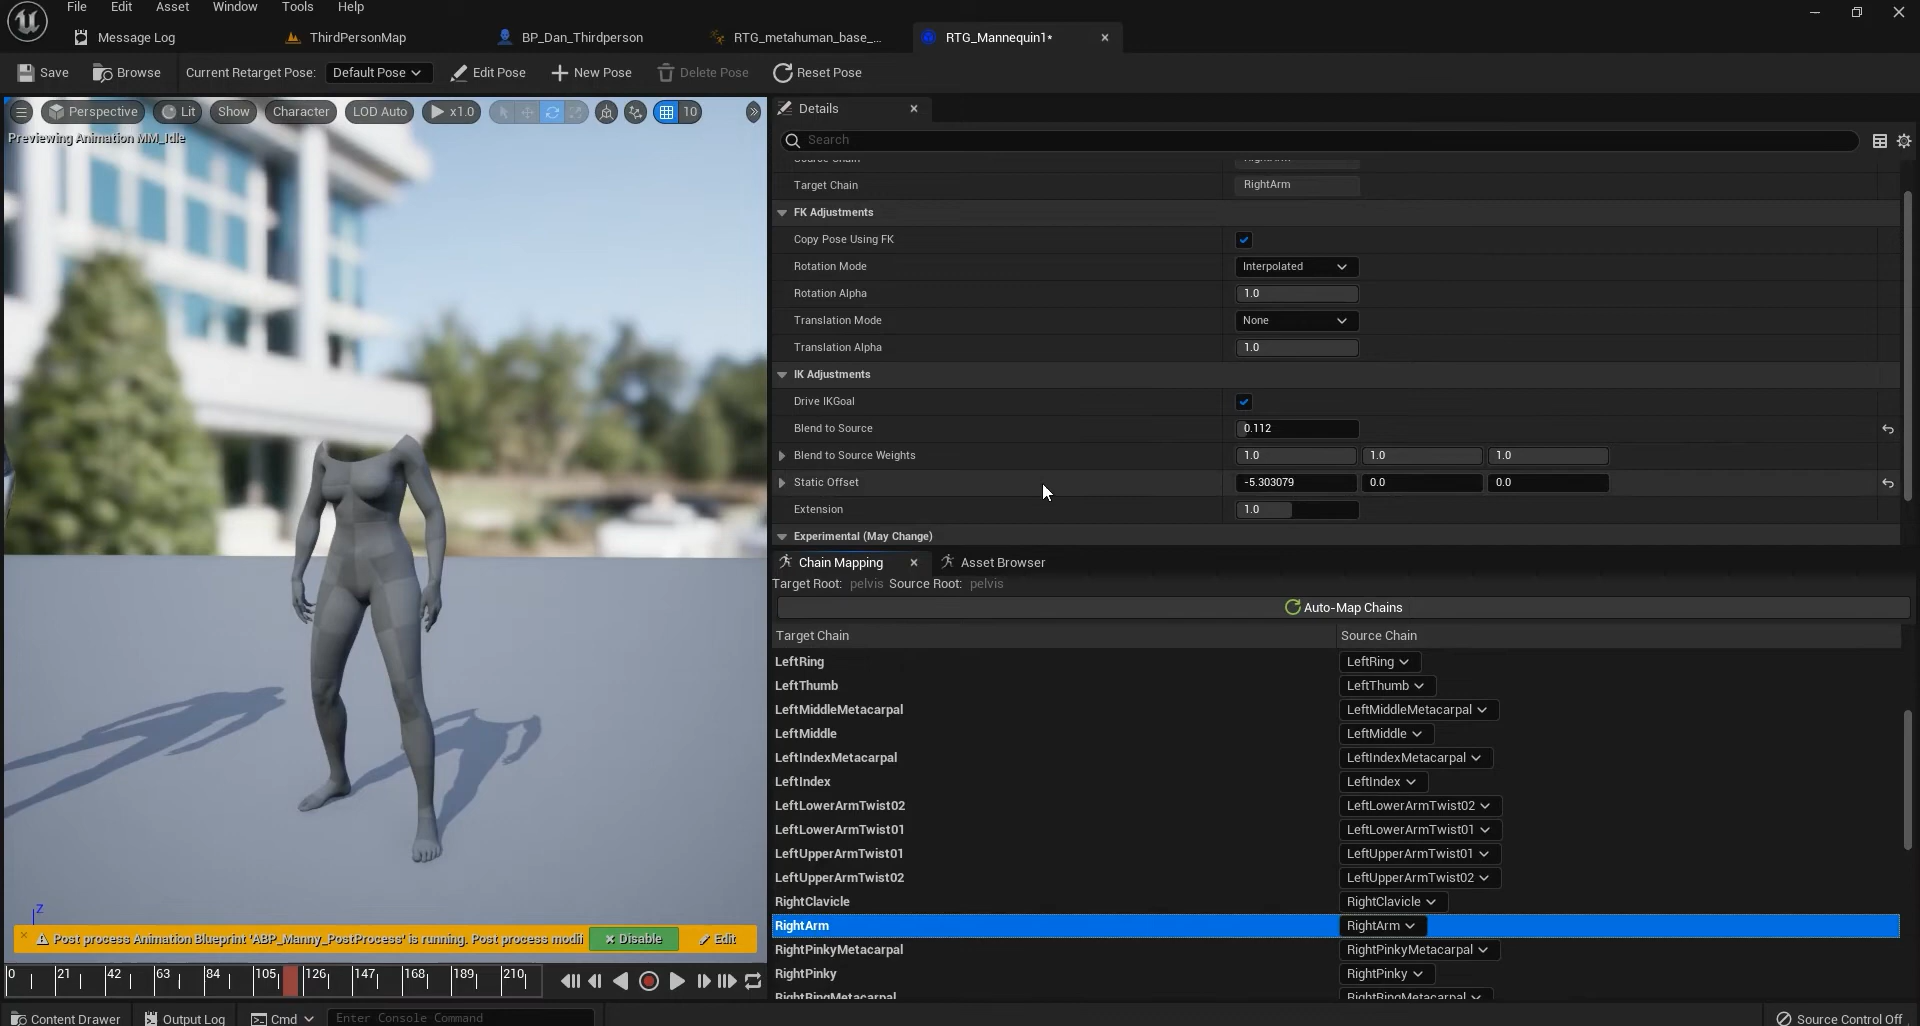 File Edit Asset Window Tools Help
Message Log ThirdPersonMap BP_Dan_Thirdperson RTG_metahuman_base_... RTG_Mannequin1*
Save Browse Current Retarget Pose: Default Pose Edit Pose New Pose Delete Pose Reset Pose
Perspective Lit Show Character LOD Auto x1.0 10
Previewing Animation MM_Idle
Details
Search
Source Chain RightArm
Target Chain RightArm
FK Adjustments
Copy Pose Using FK
Rotation Mode Interpolated
Rotation Alpha 1.0
Translation Mode None
Translation Alpha 1.0
IK Adjustments
Drive IKGoal
Blend to Source 0.112
Blend to Source Weights 1.0 1.0 1.0
Static Offset -5.303079 0.0 0.0
Extension 1.0
Experimental (May Change)
Chain Mapping Asset Browser
Target Root: pelvis Source Root: pelvis
Auto-Map Chains
Target Chain Source Chain
LeftRing LeftRing
LeftThumb LeftThumb
LeftMiddleMetacarpal LeftMiddleMetacarpal
LeftMiddle LeftMiddle
LeftIndexMetacarpal LeftIndexMetacarpal
LeftIndex LeftIndex
LeftLowerArmTwist02 LeftLowerArmTwist02
LeftLowerArmTwist01 LeftLowerArmTwist01
LeftUpperArmTwist01 LeftUpperArmTwist01
LeftUpperArmTwist02 LeftUpperArmTwist02
RightClavicle RightClavicle
RightArm RightArm
RightPinkyMetacarpal RightPinkyMetacarpal
RightPinky RightPinky
RightRingMetacarpal RightRingMetacarpal
Z
Post process Animation Blueprint 'ABP_Manny_PostProcess' is running. Post process modii Disable Edit
0 21 42 63 84 105 126 147 168 189 210
Content Drawer Output Log Cmd Enter Console Command Source Control Off